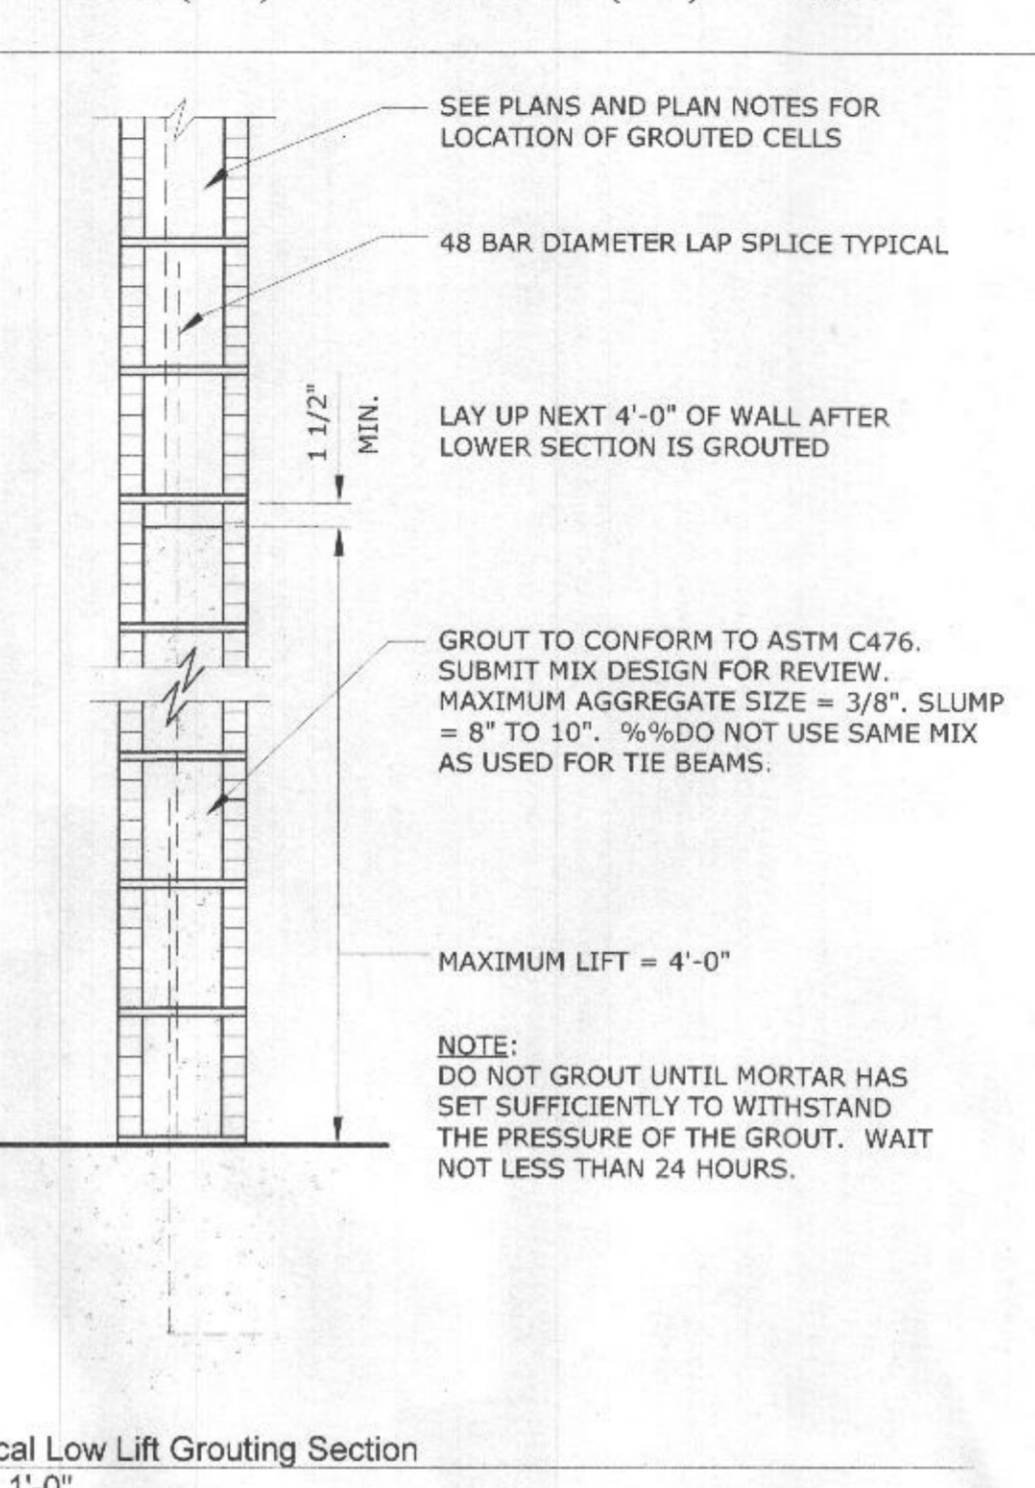 SEE PLANS AND PLAN NOTES FOR
LOCATION OF GROUTED CELLS
48 BAR DIAMETER LAP SPLICE TYPICAL
1 1/2"
MIN.
LAY UP NEXT 4'-0" OF WALL AFTER
LOWER SECTION IS GROUTED
GROUT TO CONFORM TO ASTM C476.
SUBMIT MIX DESIGN FOR REVIEW.
MAXIMUM AGGREGATE SIZE = 3/8". SLUMP
= 8" TO 10". %%DO NOT USE SAME MIX
AS USED FOR TIE BEAMS.
MAXIMUM LIFT = 4'-0"
NOTE:
DO NOT GROUT UNTIL MORTAR HAS
SET SUFFICIENTLY TO WITHSTAND
THE PRESSURE OF THE GROUT. WAIT
NOT LESS THAN 24 HOURS.
cal Low Lift Grouting Section
1'-0"